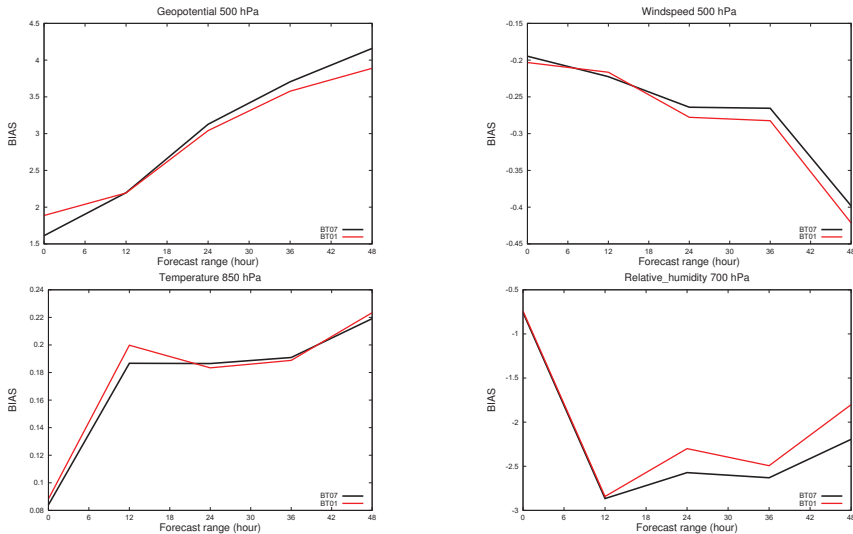 Geopotential 500 hPa
4.5
4
3.5
3
2.5
2
1.5
BIAS
0 6 12 18 24 30 36 42 48
Forecast range (hour)
BT07
BT01
Windspeed 500 hPa
-0.15
-0.2
-0.25
-0.3
-0.35
-0.4
-0.45
BIAS
0 6 12 18 24 30 36 42 48
Forecast range (hour)
BT07
BT01
Temperature 850 hPa
0.24
0.22
0.2
0.18
0.16
0.14
0.12
0.1
0.08
BIAS
0 6 12 18 24 30 36 42 48
Forecast range (hour)
BT07
BT01
Relative_humidity 700 hPa
-0.5
-1
-1.5
-2
-2.5
-3
BIAS
0 6 12 18 24 30 36 42 48
Forecast range (hour)
BT07
BT01